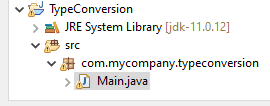 TypeConversion
JRE System Library [jdk-11.0.12]
src
com.mycompany.typeconversion
Main.java